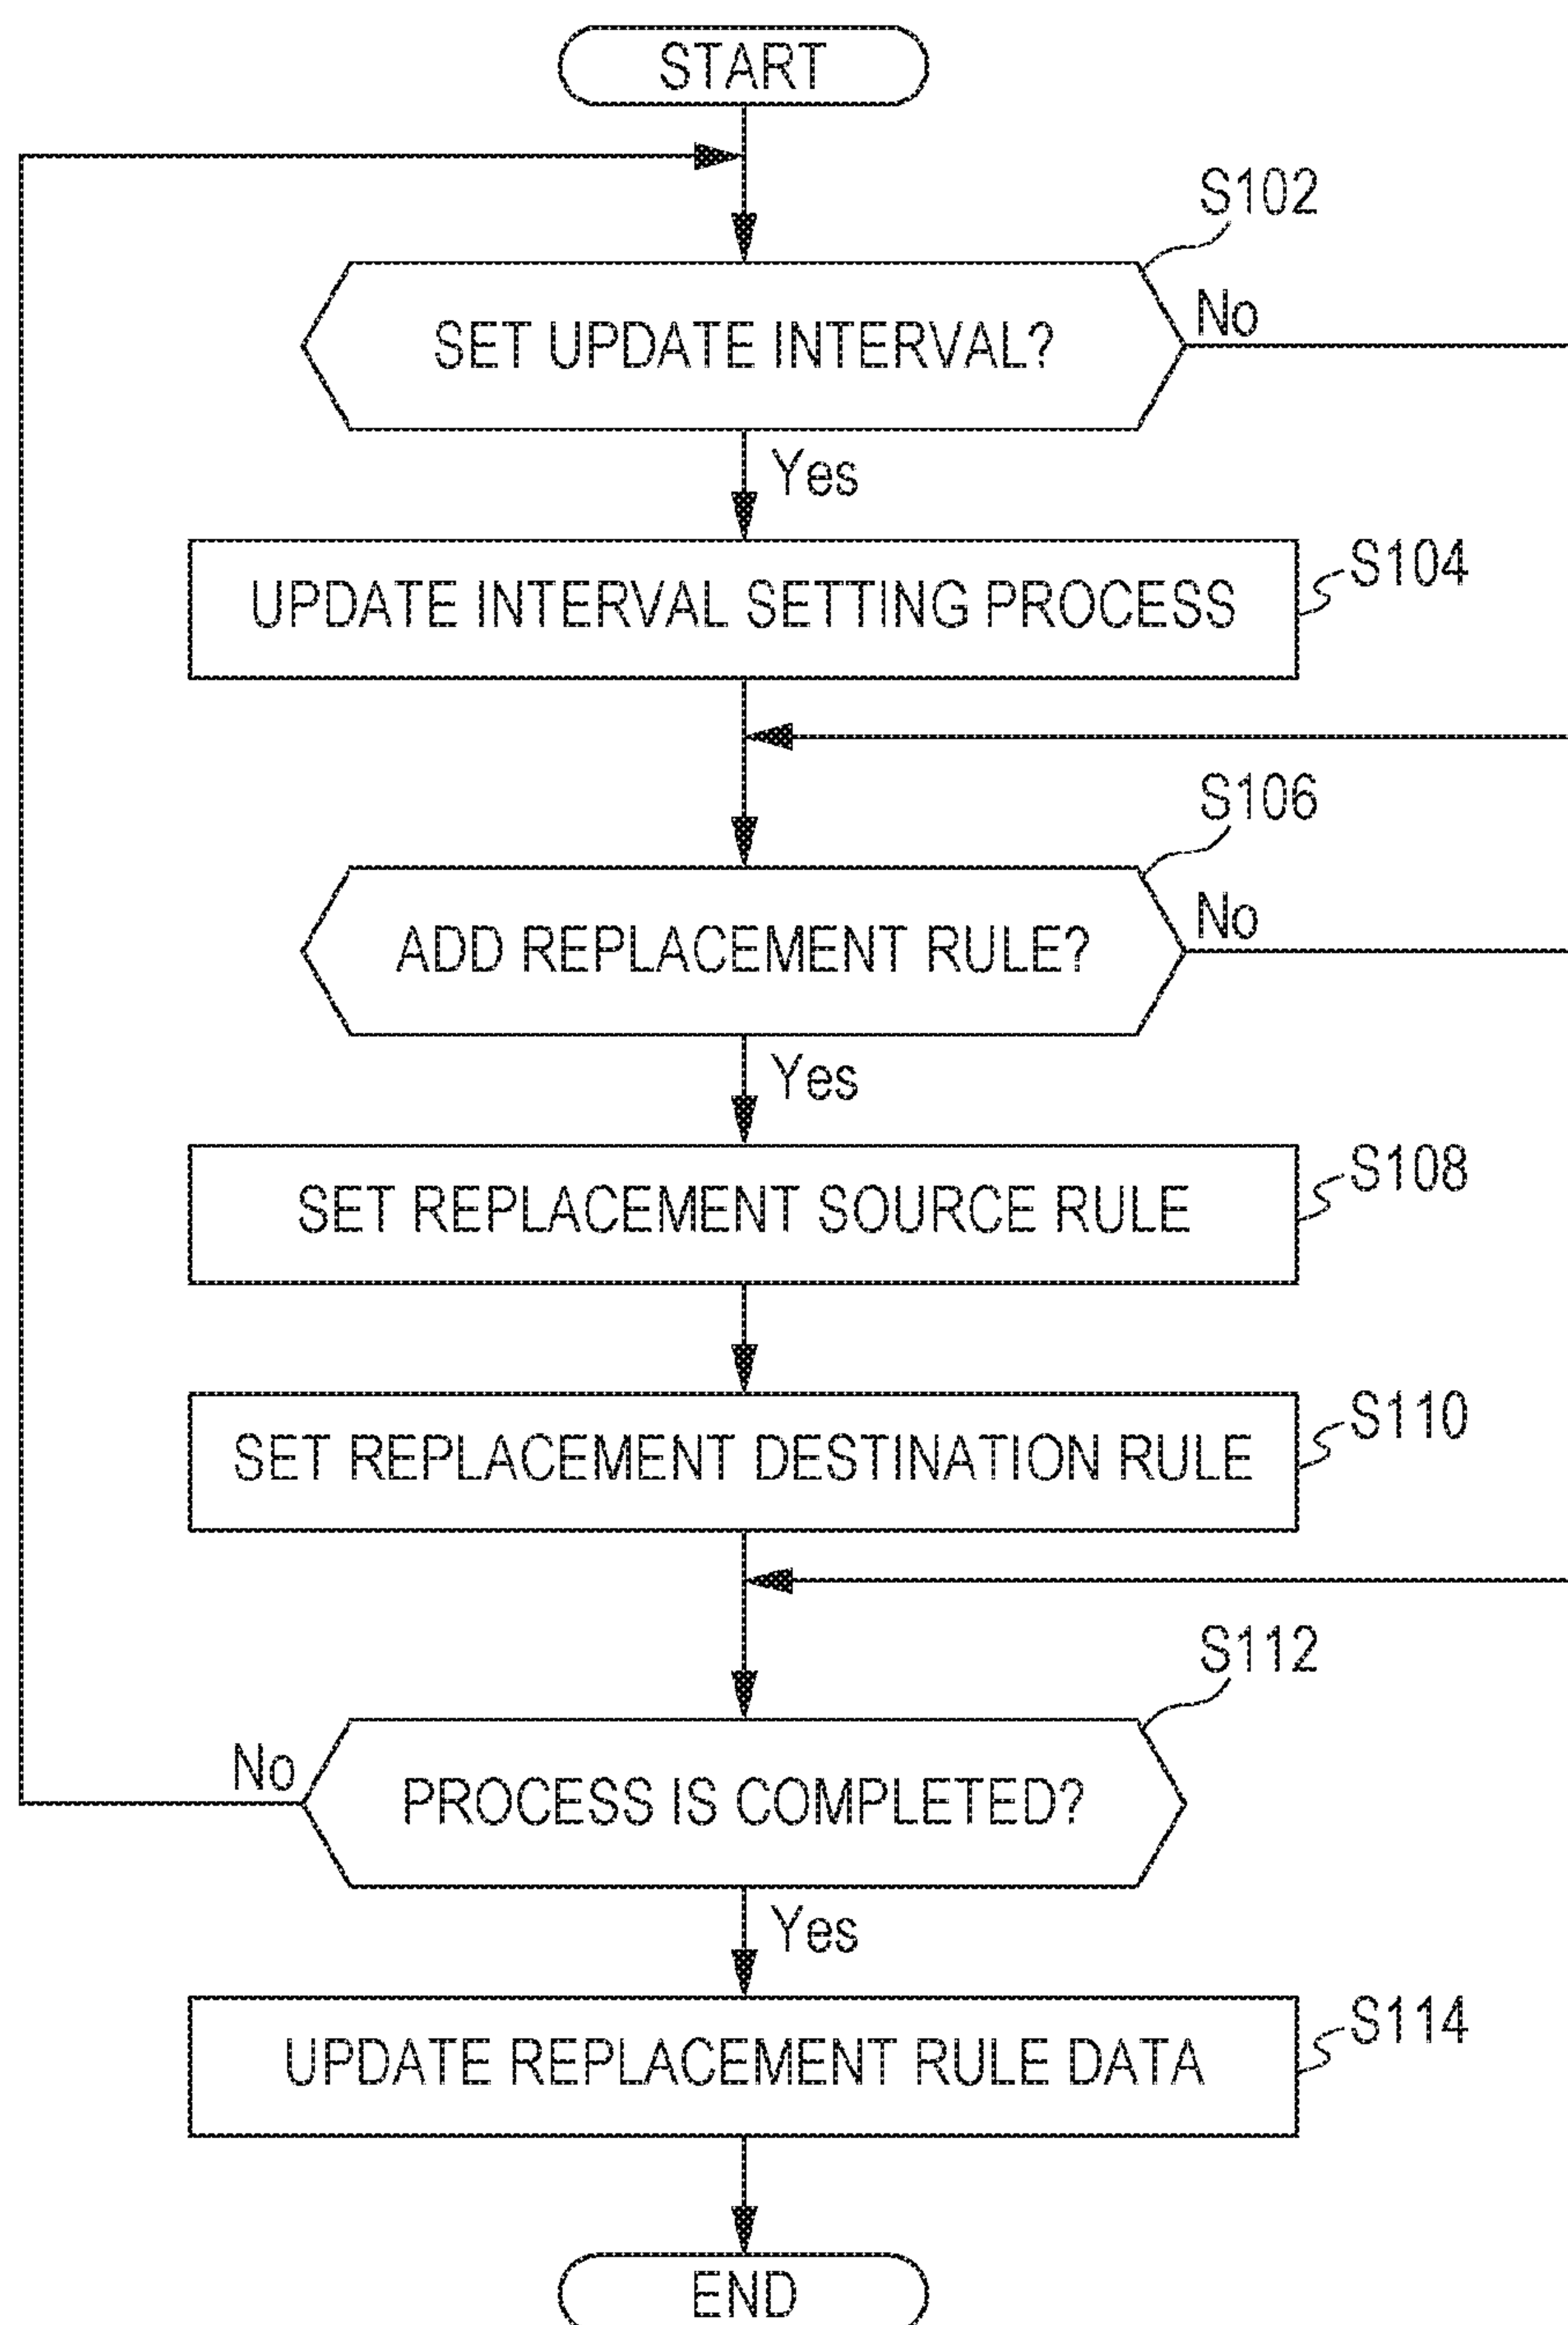 START
S102
SET UPDATE INTERVAL?
No
Yes
UPDATE INTERVAL SETTING PROCESS
S104
S106
ADD REPLACEMENT RULE?
No
Yes
SET REPLACEMENT SOURCE RULE
S108
SET REPLACEMENT DESTINATION RULE
S110
S112
No
PROCESS IS COMPLETED?
Yes
UPDATE REPLACEMENT RULE DATA
S114
END